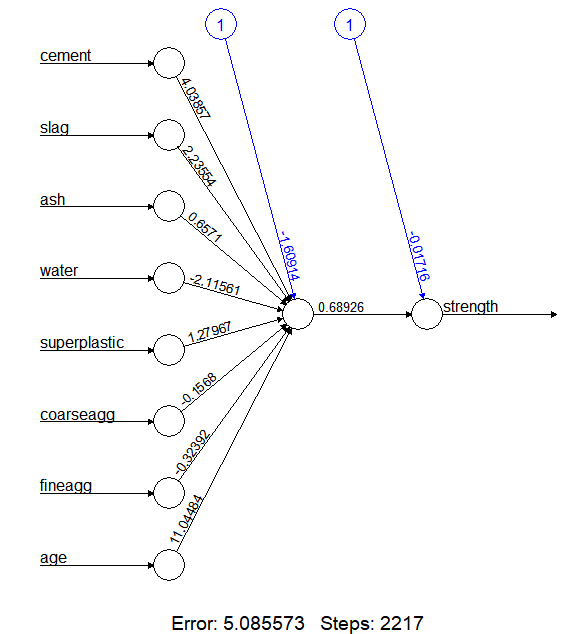 1
1
cement
4.03857
slag
2.23554
ash
0.6571
water
-2.11561
-1.60914
-0.01716
0.68926
strength
superplastic
1.27967
coarseagg
-0.1568
fineagg
-0.32392
age
11.04484
Error: 5.085573 Steps: 2217